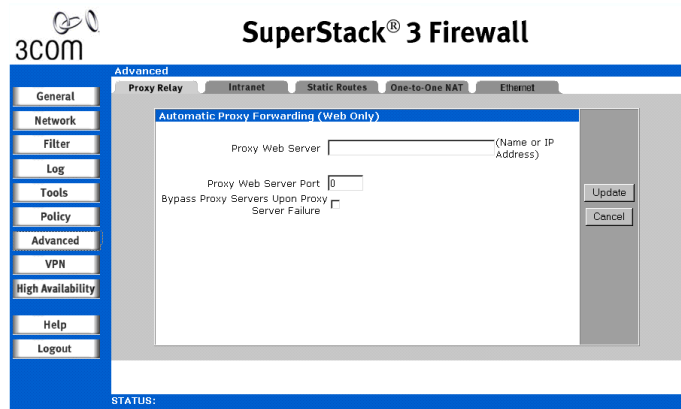 3COM
SuperStack® 3 Firewall
Advanced
Proxy Relay Intranet Static Routes One-to-One NAT Ethernet
General
Network
Filter
Log
Tools
Policy
Advanced
VPN
High Availability
Help
Logout
Automatic Proxy Forwarding (Web Only)
Proxy Web Server (Name or IP
Address)
Proxy Web Server Port 0
Bypass Proxy Servers Upon Proxy
Server Failure
Update
Cancel
STATUS: